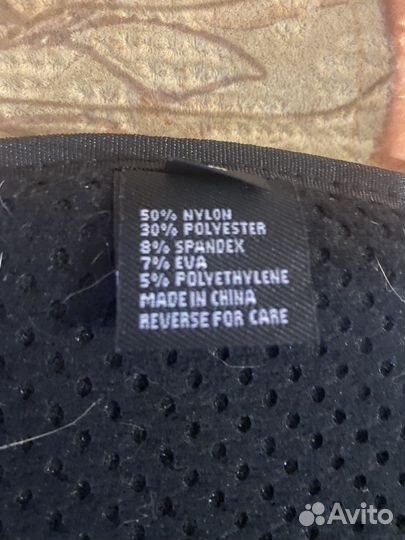 50% NYLON
30% POLYESTER
8% SPANDEX
7% EVA
5% POLYETHYLENE
MADE IN CHINA
REVERSE FOR CARE
Avito